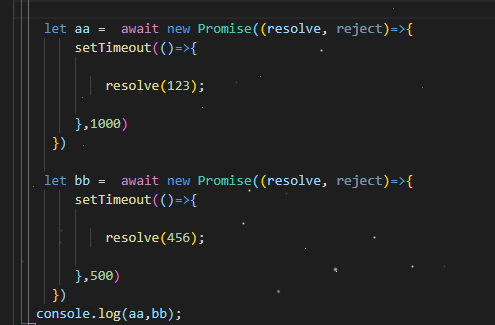 let aa =  await new Promise((resolve, reject)=>{
setTimeout(()=>{
resolve(123);
},1000)
})
let bb =  await new Promise((resolve, reject)=>{
setTimeout(()=>{
resolve(456);
},500)
})
console.log(aa,bb);